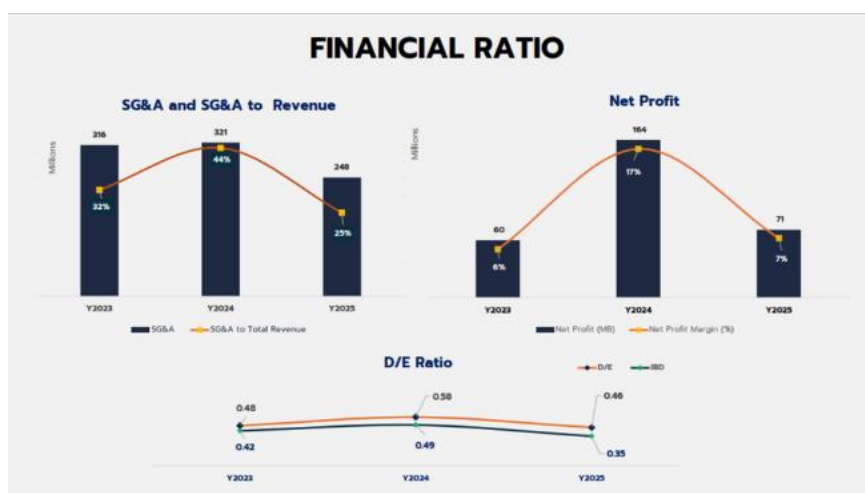 FINANCIAL RATIO
SG&A and SG&A to Revenue
Millions
316
321
248
32%
44%
25%
Y2023
Y2024
Y2025
SG&A
SG&A to Total Revenue
Net Profit
Millions
60
164
71
6%
17%
7%
Y2023
Y2024
Y2025
Net Profit (MB)
Net Profit Margin (%)
D/E Ratio
D/E
IBD
0.48
0.58
0.46
0.42
0.49
0.35
Y2023
Y2024
Y2025